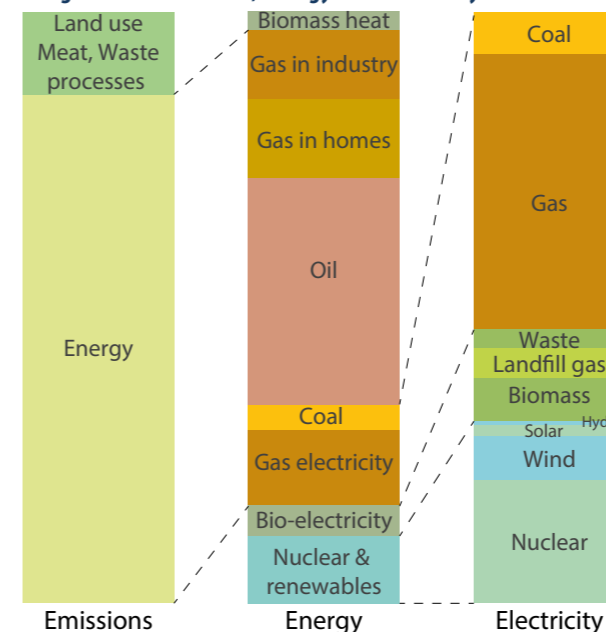 Land use
Meat, Waste
processes
Energy
Emissions
Biomass heat
Gas in industry
Gas in homes
Oil
Coal
Gas electricity
Bio-electricity
Nuclear &
renewables
Energy
Coal
Gas
Waste
Landfill gas
Biomass
Hyd
Solar
Wind
Nuclear
Electricity